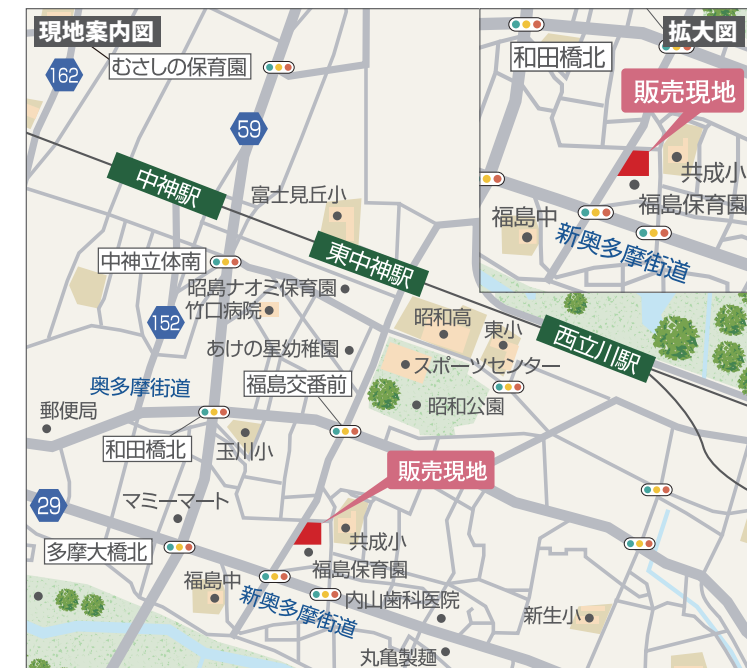 現地案内図
拡大図
162
むさしの保育園
和田橋北
販売現地
59
中神駅
共成小
富士見丘小
福島保育園
福島中
新奥多摩街道
東中神駅
中神立体南
昭島ナオミ保育園
竹口病院
152
昭和高
東小
西立川駅
あけの星幼稚園
スポーツセンター
奥多摩街道
福島交番前
昭和公園
郵便局
和田橋北
玉川小
販売現地
29
マミーマート
共成小
多摩大橋北
福島保育園
福島中
新奥多摩街道
内山歯科医院
新生小
丸亀製麺